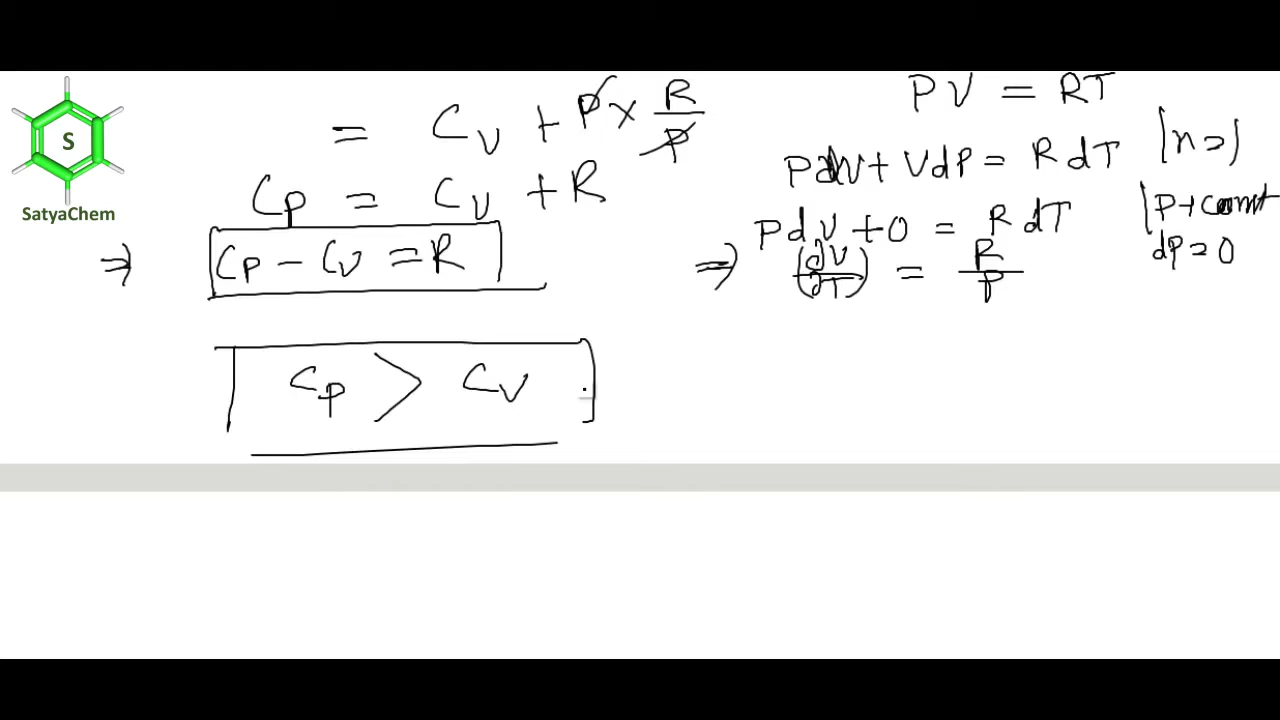 S
SatyaChem
= Cv + P × R/P
Cp = Cv + R
⇒ Cp - Cv = R
Cp > Cv
PV = RT
PdV + VdP = RdT |n=1
PdV + 0 = RdT |P→const
dP = 0
⇒ (dV/dT) = R/P